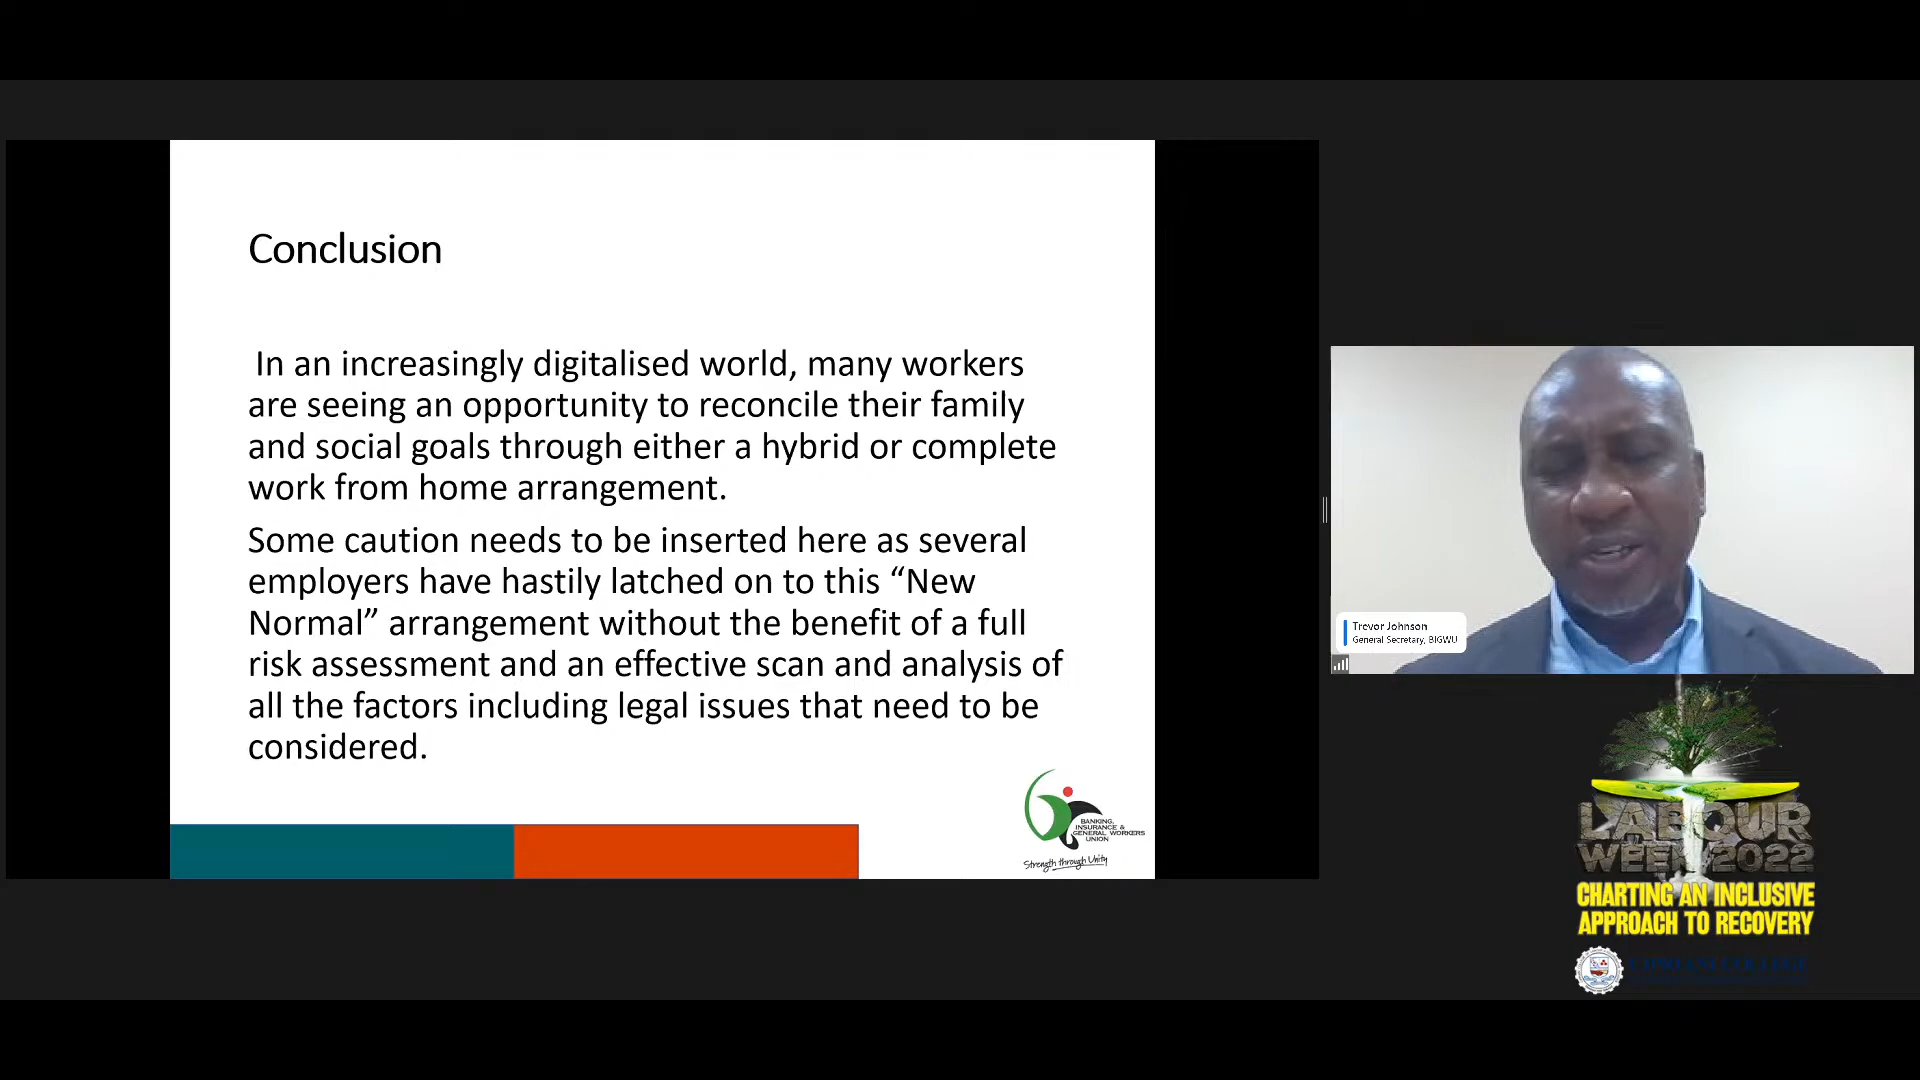 Conclusion
In an increasingly digitalised world, many workers
are seeing an opportunity to reconcile their family
and social goals through either a hybrid or complete
work from home arrangement.
Some caution needs to be inserted here as several
employers have hastily latched on to this “New
Normal” arrangement without the benefit of a full
risk assessment and an effective scan and analysis of
all the factors including legal issues that need to be
considered.
BANKING,
INSURANCE &
GENERAL WORKERS
UNION
Strength through Unity
Trevor Johnson
General Secretary, BIGWU
LABOUR
WEEK 2022
CHARTING AN INCLUSIVE
APPROACH TO RECOVERY